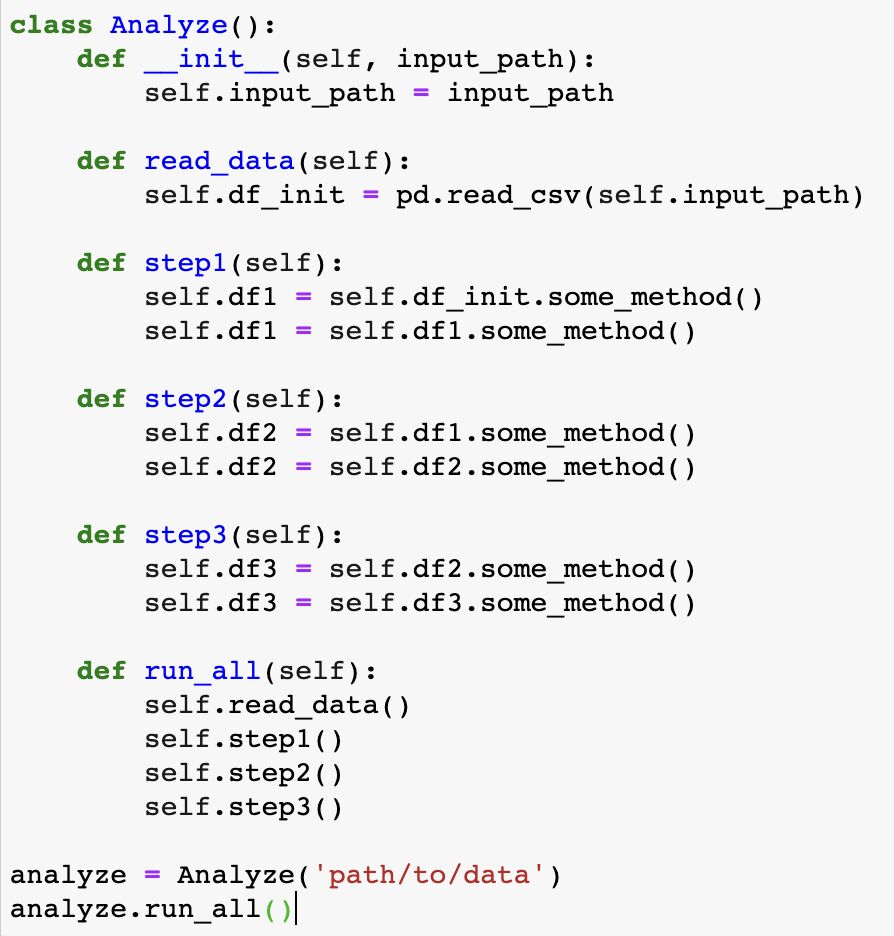 class Analyze():
    def __init__(self, input_path):
        self.input_path = input_path

    def read_data(self):
        self.df_init = pd.read_csv(self.input_path)

    def step1(self):
        self.df1 = self.df_init.some_method()
        self.df1 = self.df1.some_method()

    def step2(self):
        self.df2 = self.df1.some_method()
        self.df2 = self.df2.some_method()

    def step3(self):
        self.df3 = self.df2.some_method()
        self.df3 = self.df3.some_method()

    def run_all(self):
        self.read_data()
        self.step1()
        self.step2()
        self.step3()

analyze = Analyze('path/to/data')
analyze.run_all()